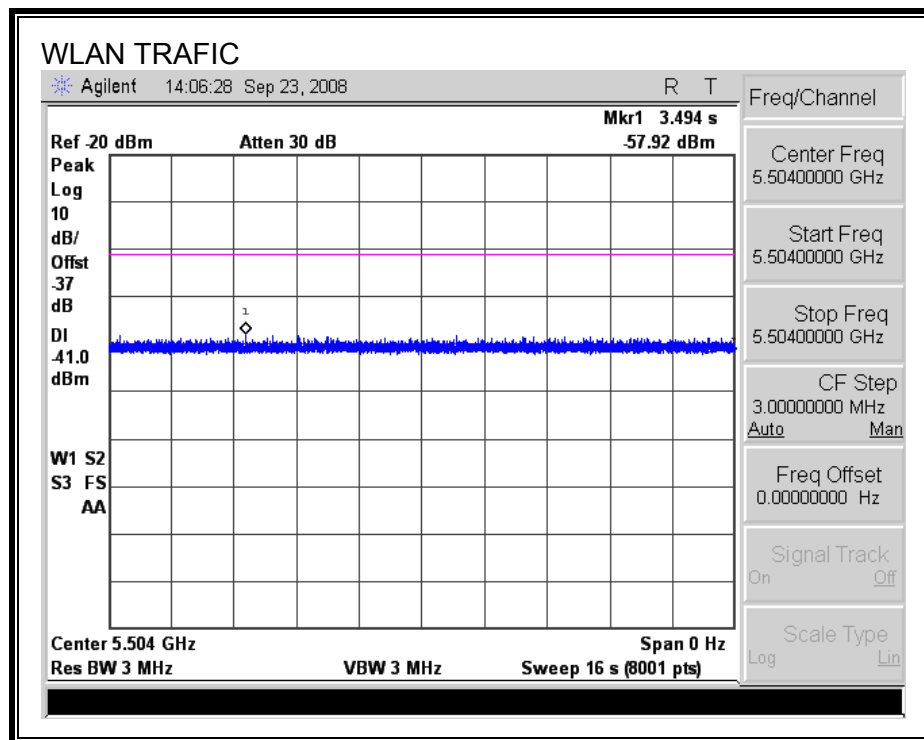 WLAN TRAFIC
Agilent 14:06:28 Sep 23, 2008 R T
Mkr1 3.494 s
Ref -20 dBm Atten 30 dB -57.92 dBm
Peak
Log
10
dB/
Offst
-37
dB
DI
-41.0
dBm
1
W1 S2
S3 FS
AA
Center 5.504 GHz Span 0 Hz
Res BW 3 MHz VBW 3 MHz Sweep 16 s (8001 pts)
Freq/Channel
Center Freq
5.50400000 GHz
Start Freq
5.50400000 GHz
Stop Freq
5.50400000 GHz
CF Step
3.00000000 MHz
Auto Man
Freq Offset
0.00000000 Hz
Signal Track
On Off
Scale Type
Log Lin